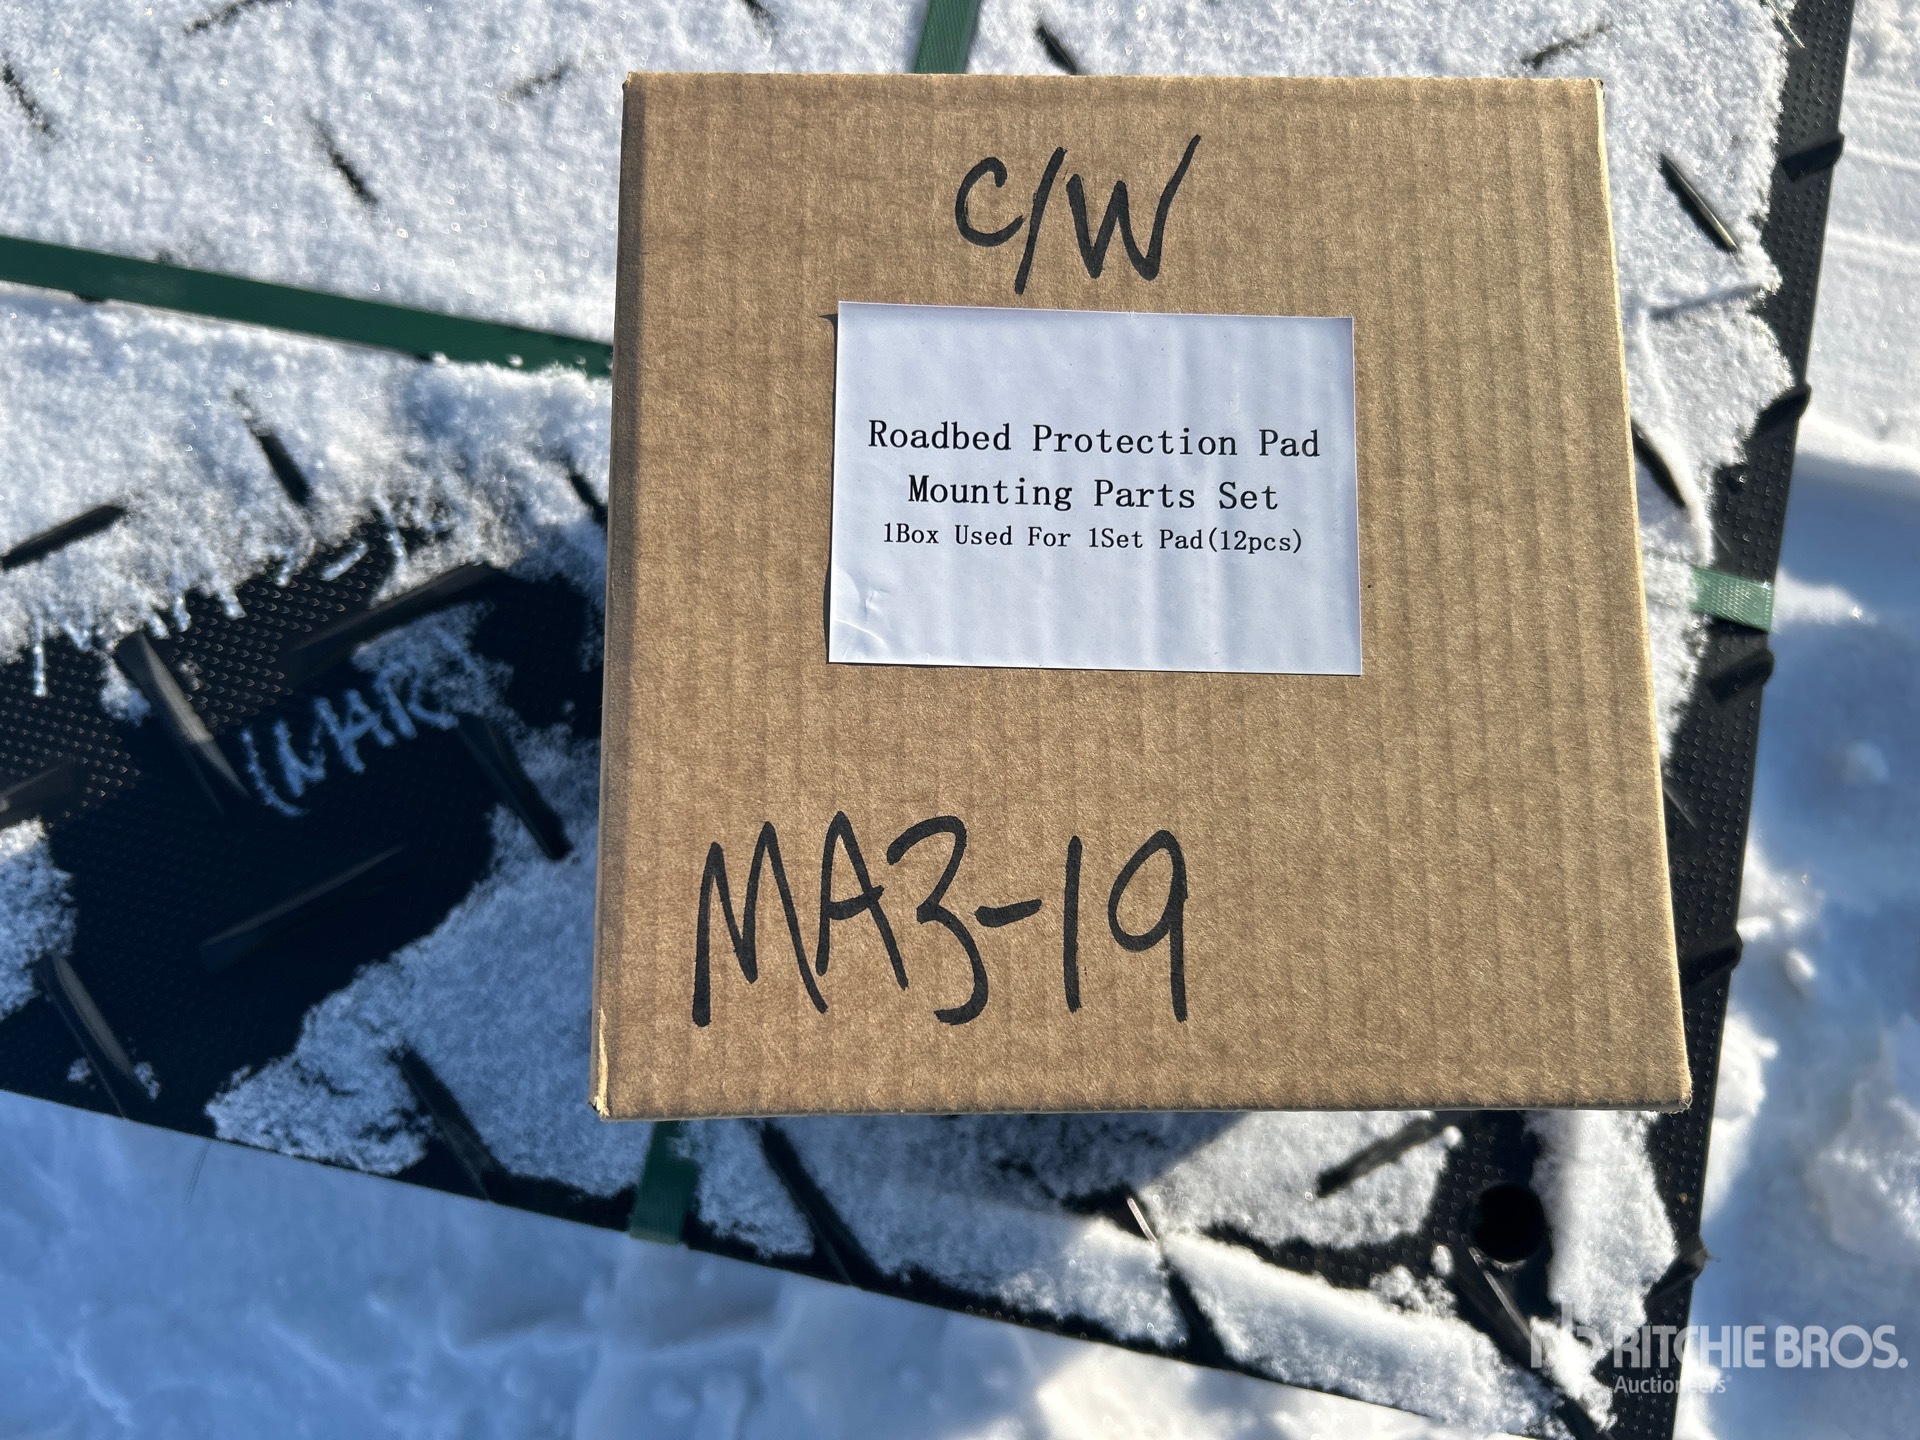 C/W
Roadbed Protection Pad
Mounting Parts Set
1Box Used For 1Set Pad(12pcs)
MA3-19
RITCHIE BROS.
Auctioneers